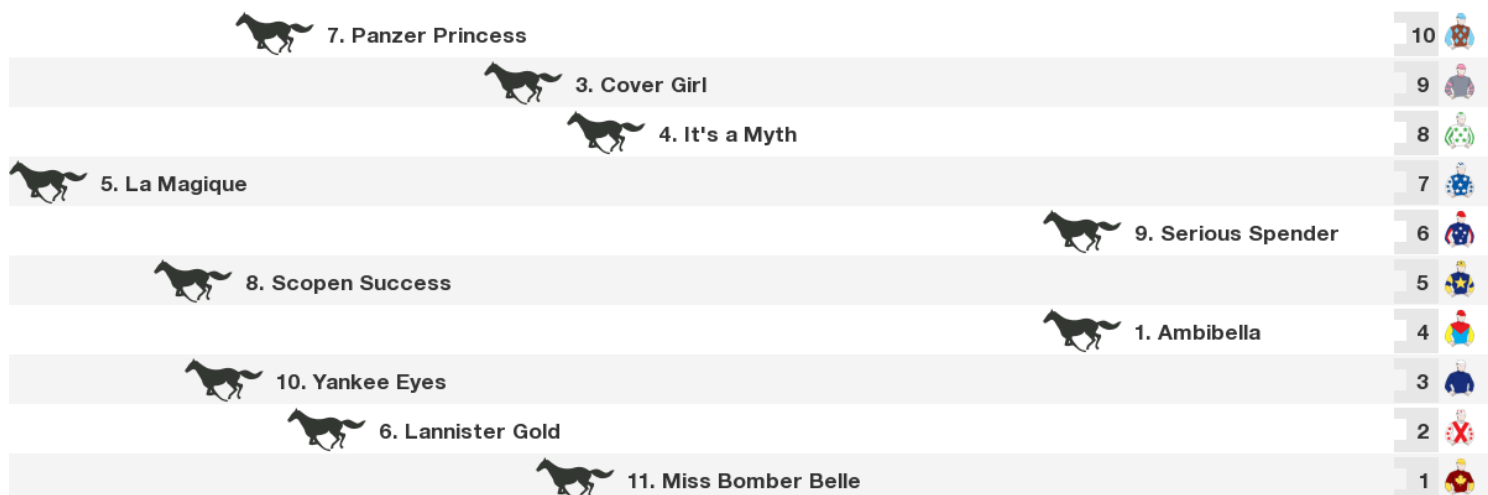 7. Panzer Princess 10
3. Cover Girl 9
4. It's a Myth 8
5. La Magique 7
9. Serious Spender 6
8. Scopen Success 5
1. Ambibella 4
10. Yankee Eyes 3
6. Lannister Gold 2
11. Miss Bomber Belle 1